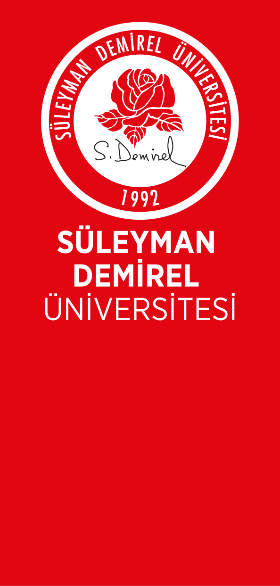 SÜLEYMAN DEMİREL ÜNİVERSİTESİ
S. Demirel
1992
SÜLEYMAN
DEMİREL
ÜNİVERSİTESİ